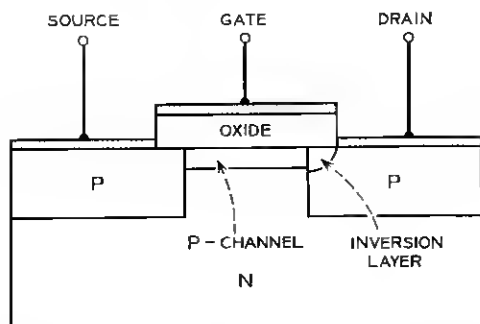 SOURCE
GATE
DRAIN
OXIDE
P
P
P-CHANNEL
INVERSION
LAYER
N